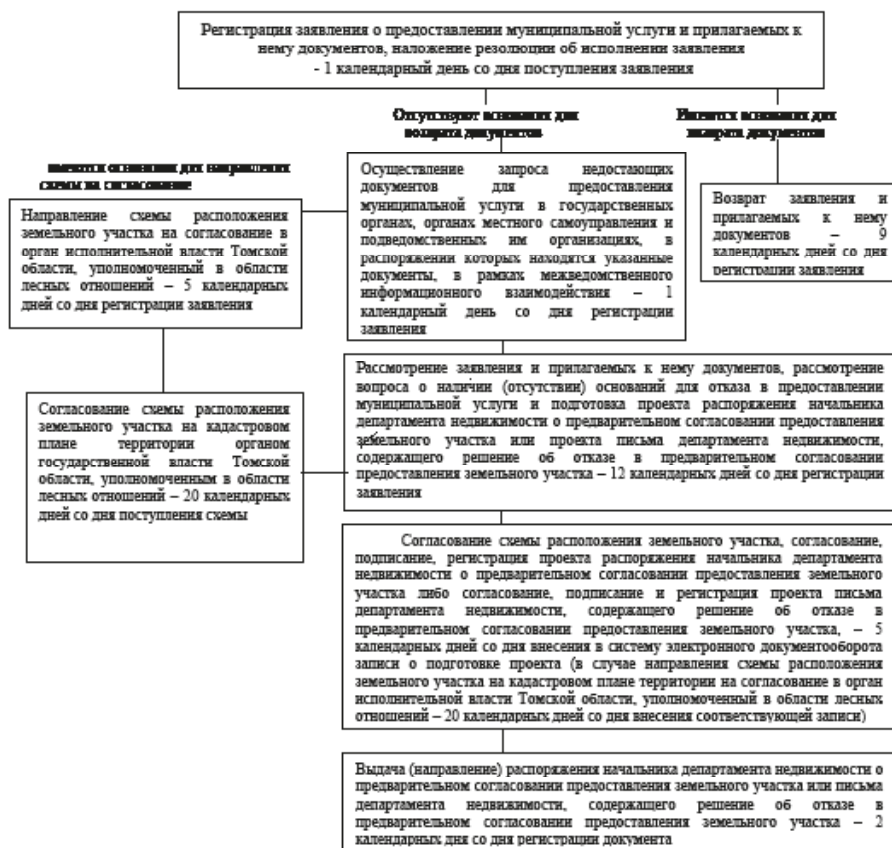 Регистрация заявления о предоставлении муниципальной услуги и прилагаемых к
нему документов, наложение резолюции об исполнении заявления
- 1 календарный день со дня поступления заявления
Отсутствуют основания для
возврата документов
Имеются основания для
возврата документов
имеются основания для направления
схемы на согласование
Осуществление запроса недостающих
документов для предоставления
муниципальной услуги в государственных
органах, органах местного самоуправления и
подведомственных им организациях, в
распоряжении которых находятся указанные
документы, в рамках межведомственного
информационного взаимодействия – 1
календарный день со дня регистрации
заявления
Возврат заявления и
прилагаемых к нему
документов – 9
календарных дней со дня
регистрации заявления
Направление схемы расположения
земельного участка на согласование в
орган исполнительной власти Томской
области, уполномоченный в области
лесных отношений – 5 календарных
дней со дня регистрации заявления
Рассмотрение заявления и прилагаемых к нему документов, рассмотрение
вопроса о наличии (отсутствии) оснований для отказа в предоставлении
муниципальной услуги и подготовка проекта распоряжения начальника
департамента недвижимости о предварительном согласовании предоставления
земельного участка или проекта письма департамента недвижимости,
содержащего решение об отказе в предварительном согласовании
предоставления земельного участка – 12 календарных дней со дня регистрации
заявления
Согласование схемы расположения
земельного участка на кадастровом
плане территории органом
государственной власти Томской
области, уполномоченным в области
лесных отношений – 20 календарных
дней со дня поступления схемы
Согласование схемы расположения земельного участка, согласование,
подписание, регистрация проекта распоряжения начальника департамента
недвижимости о предварительном согласовании предоставления земельного
участка либо согласование, подписание и регистрация проекта письма
департамента недвижимости, содержащего решение об отказе в
предварительном согласовании предоставления земельного участка, – 5
календарных дней со дня внесения в систему электронного документооборота
записи о подготовке проекта (в случае направления схемы расположения
земельного участка на кадастровом плане территории на согласование в орган
исполнительной власти Томской области, уполномоченный в области лесных
отношений – 20 календарных дней со дня внесения соответствующей записи)
Выдача (направление) распоряжения начальника департамента недвижимости о
предварительном согласовании предоставления земельного участка или письма
департамента недвижимости, содержащего решение об отказе в
предварительном согласовании предоставления земельного участка – 2
календарных дня со дня регистрации документа